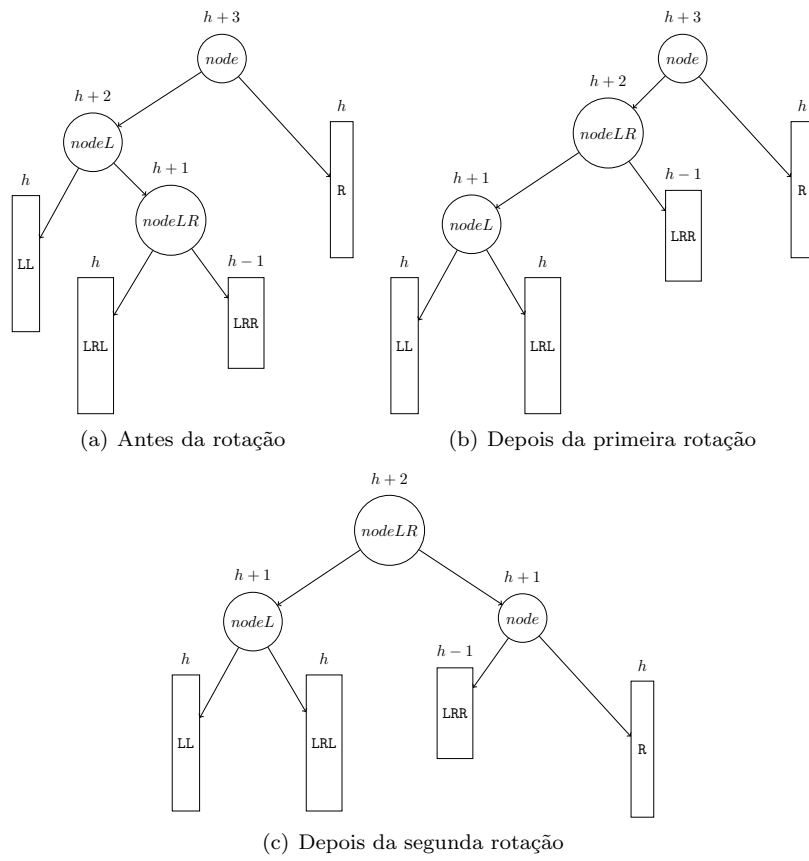 h + 3
node
h + 2
nodeL
h
R
h + 1
nodeLR
h
LL
h
LRL
h − 1
LRR
(a) Antes da rotação
h + 3
node
h + 2
nodeLR
h
R
h + 1
nodeL
h − 1
LRR
h
LL
h
LRL
(b) Depois da primeira rotação
h + 2
nodeLR
h + 1
nodeL
h + 1
node
h
LL
h
LRL
h − 1
LRR
h
R
(c) Depois da segunda rotação